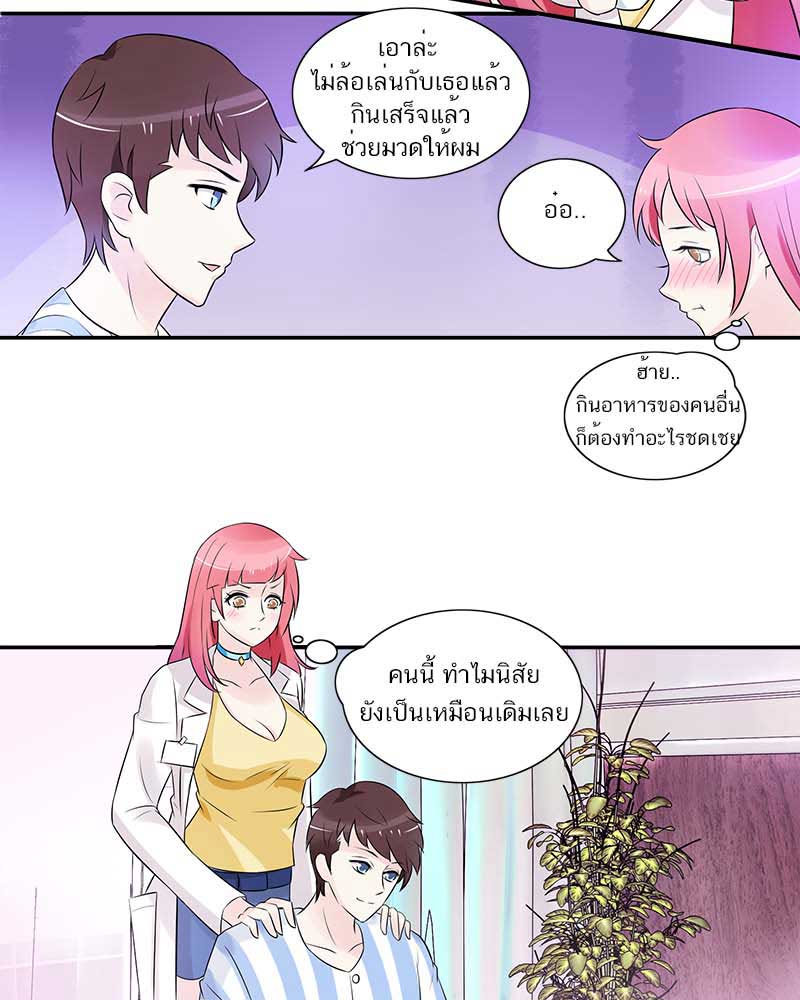 เอาล่ะ
ไม่ล้อเล่นกับเธอแล้ว
กินเสร็จแล้ว
ช่วยมวดให้ผม
อ๋อ..
ฮ้าย..
กินอาหารของคนอื่น
ก็ต้องทำอะไรชดเชย
คนนี้ ทำไมนิสัย
ยังเป็นเหมือนเดิมเลย